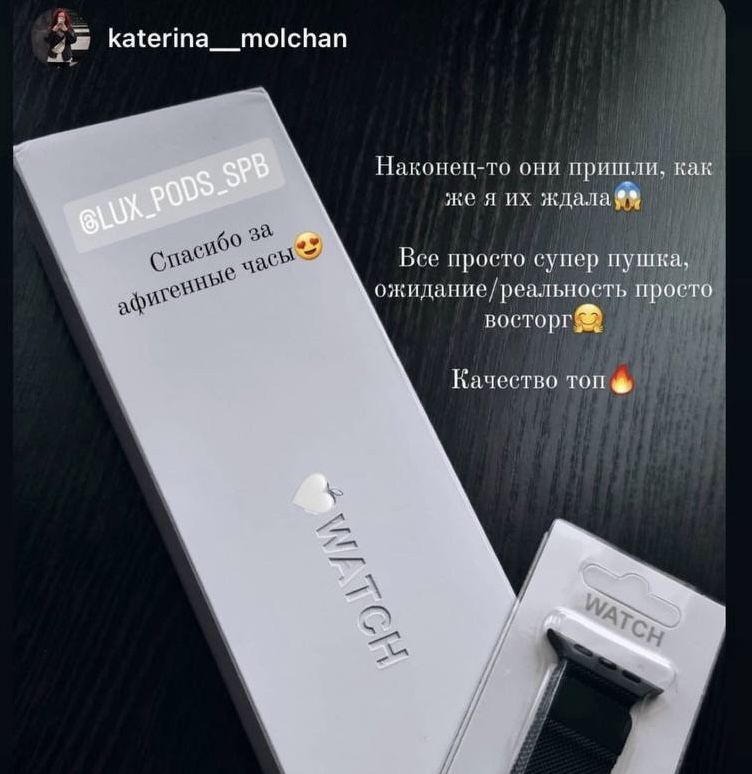 katerina__molchan
@LUX_PODS_SPB
Спасибо за
афигенные часы😍
Наконец-то они пришли, как
же я их ждала😱
Все просто супер пушка,
ожидание/реальность просто
восторг🤗
Качество топ🔥
WATCH
WATCH